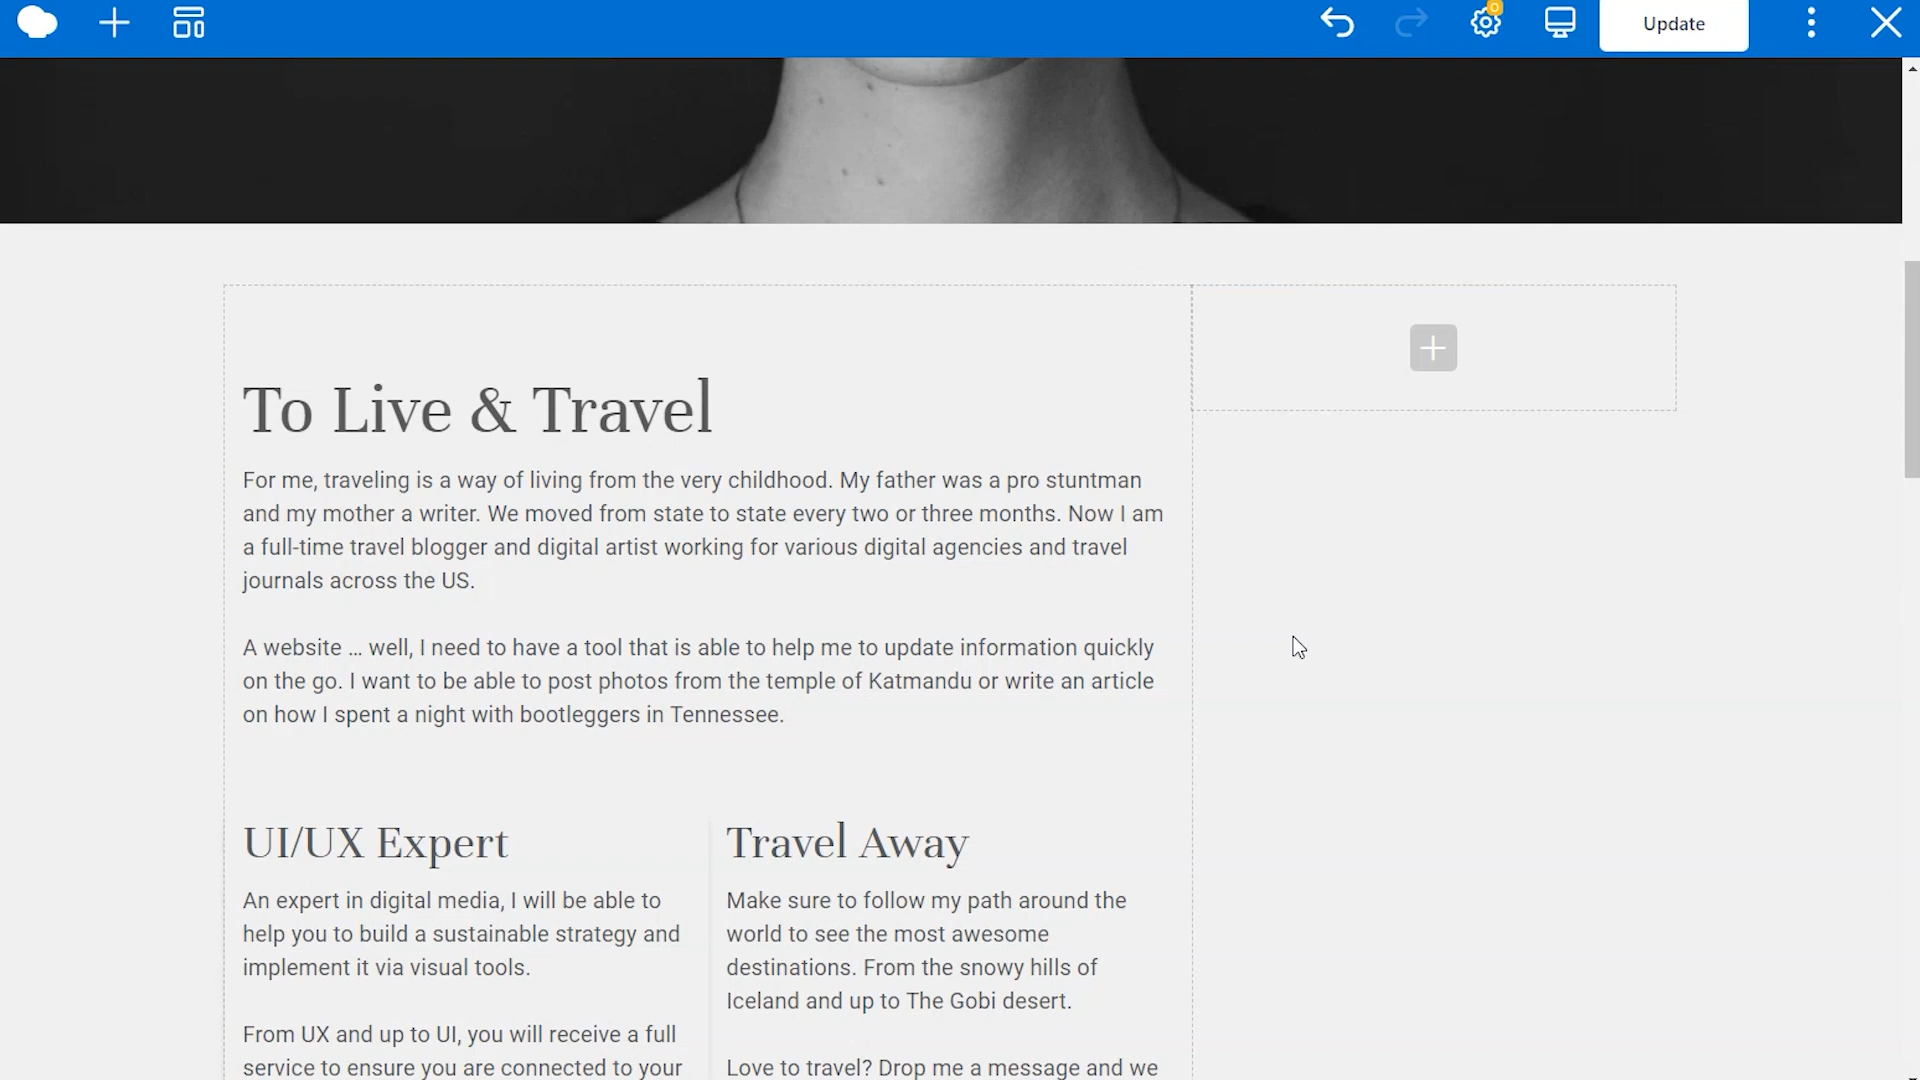 Update
To Live & Travel
For me, traveling is a way of living from the very childhood. My father was a pro stuntman
and my mother a writer. We moved from state to state every two or three months. Now I am
a full-time travel blogger and digital artist working for various digital agencies and travel
journals across the US.
A website ... well, I need to have a tool that is able to help me to update information quickly
on the go. I want to be able to post photos from the temple of Katmandu or write an article
on how I spent a night with bootleggers in Tennessee.
UI/UX Expert
An expert in digital media, I will be able to
help you to build a sustainable strategy and
implement it via visual tools.
From UX and up to UI, you will receive a full
service to ensure you are connected to your
Travel Away
Make sure to follow my path around the
world to see the most awesome
destinations. From the snowy hills of
Iceland and up to The Gobi desert.
Love to travel? Drop me a message and we